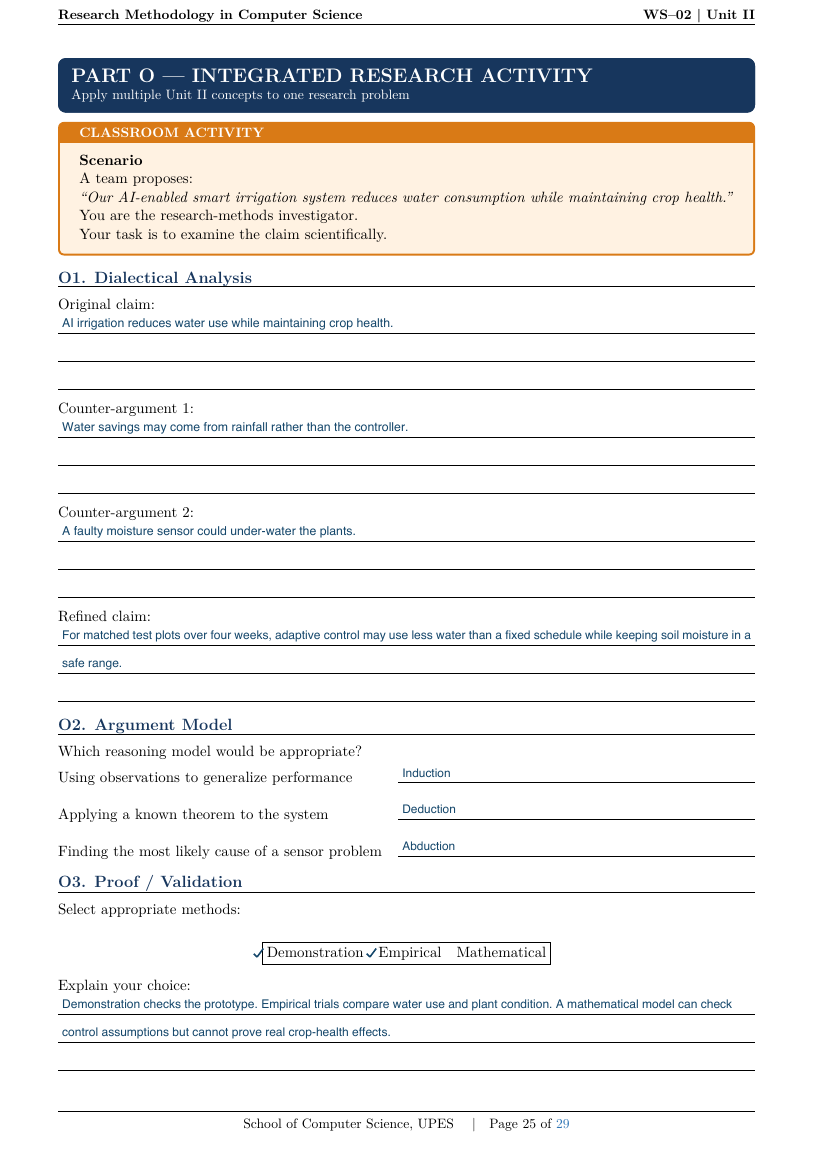 Research Methodology in Computer Science WS–02 | Unit II
PART O — INTEGRATED RESEARCH ACTIVITY
Apply multiple Unit II concepts to one research problem
CLASSROOM ACTIVITY
Scenario
A team proposes:
“Our AI-enabled smart irrigation system reduces water consumption while maintaining crop health.”
You are the research-methods investigator.
Your task is to examine the claim scientifically.
O1. Dialectical Analysis
Original claim:
AI irrigation reduces water use while maintaining crop health.
Counter-argument 1:
Water savings may come from rainfall rather than the controller.
Counter-argument 2:
A faulty moisture sensor could under-water the plants.
Refined claim:
For matched test plots over four weeks, adaptive control may use less water than a fixed schedule while keeping soil moisture in a
safe range.
O2. Argument Model
Which reasoning model would be appropriate?
Using observations to generalize performance Induction
Applying a known theorem to the system Deduction
Finding the most likely cause of a sensor problem Abduction
O3. Proof / Validation
Select appropriate methods:
✓ Demonstration ✓ Empirical Mathematical
Explain your choice:
Demonstration checks the prototype. Empirical trials compare water use and plant condition. A mathematical model can check
control assumptions but cannot prove real crop-health effects.
School of Computer Science, UPES | Page 25 of 29